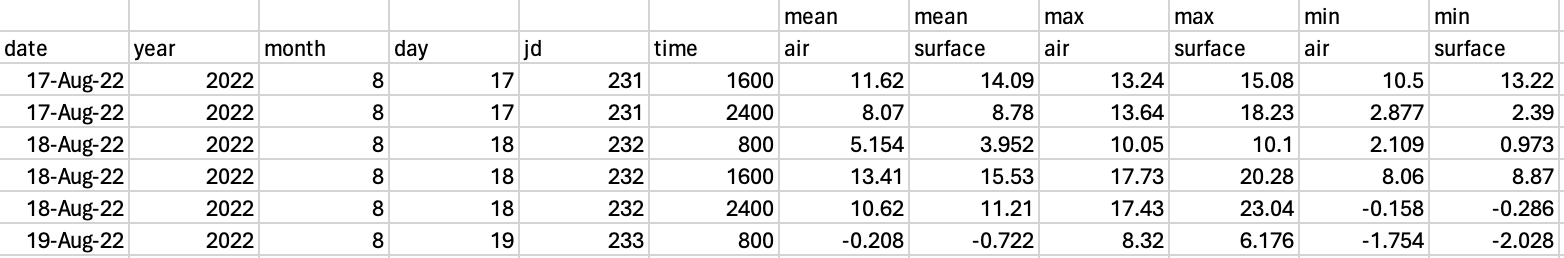 mean mean max max min min
date year month day jd time air surface air surface air surface
17-Aug-22 2022 8 17 231 1600 11.62 14.09 13.24 15.08 10.5 13.22
17-Aug-22 2022 8 17 231 2400 8.07 8.78 13.64 18.23 2.877 2.39
18-Aug-22 2022 8 18 232 800 5.154 3.952 10.05 10.1 2.109 0.973
18-Aug-22 2022 8 18 232 1600 13.41 15.53 17.73 20.28 8.06 8.87
18-Aug-22 2022 8 18 232 2400 10.62 11.21 17.43 23.04 -0.158 -0.286
19-Aug-22 2022 8 19 233 800 -0.208 -0.722 8.32 6.176 -1.754 -2.028